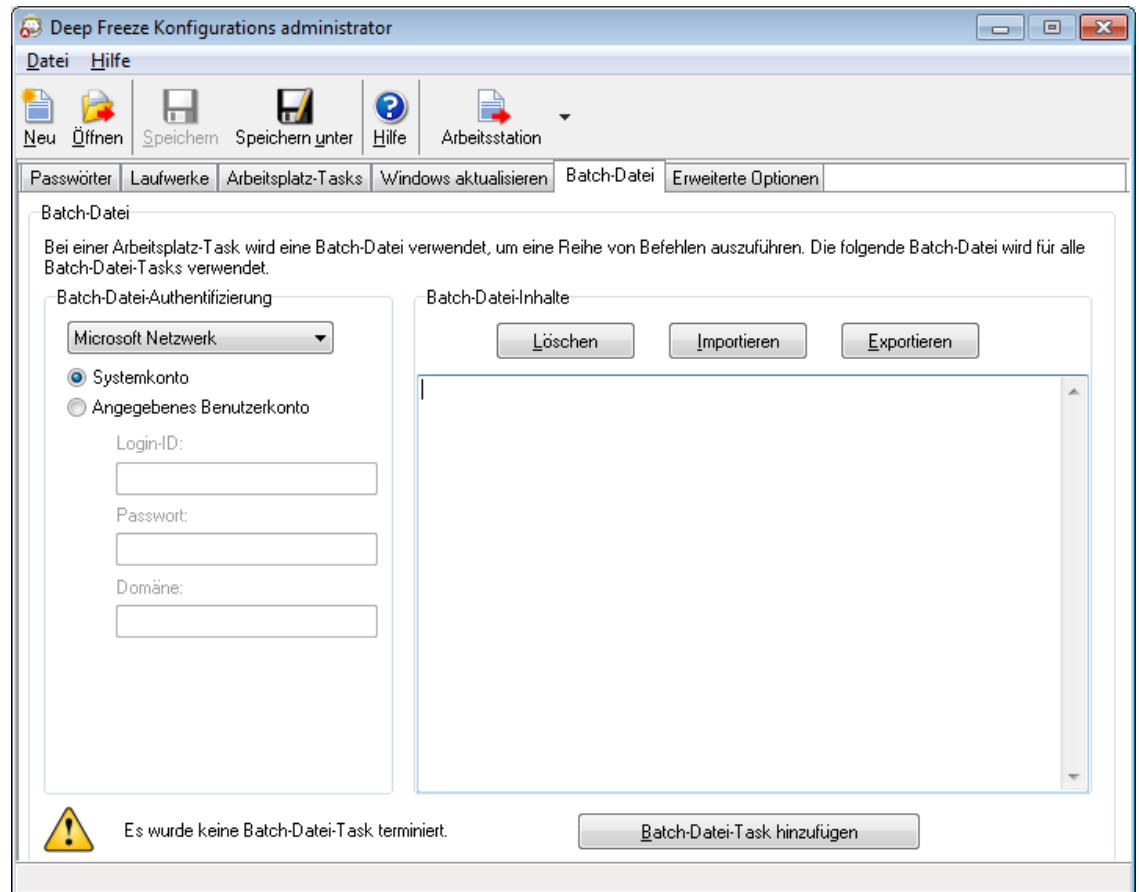 Deep Freeze Konfigurations administrator
Datei Hilfe
Neu Öffnen Speichern Speichern unter Hilfe Arbeitsstation
Passwörter Laufwerke Arbeitsplatz-Tasks Windows aktualisieren Batch-Datei Erweiterte Optionen
Batch-Datei
Bei einer Arbeitsplatz-Task wird eine Batch-Datei verwendet, um eine Reihe von Befehlen auszuführen. Die folgende Batch-Datei wird für alle
Batch-Datei-Tasks verwendet.
Batch-Datei-Authentifizierung
Microsoft Netzwerk
Systemkonto
Angegebenes Benutzerkonto
Login-ID:
Passwort:
Domäne:
Batch-Datei-Inhalte
Löschen Importieren Exportieren
Es wurde keine Batch-Datei-Task terminiert.
Batch-Datei-Task hinzufügen